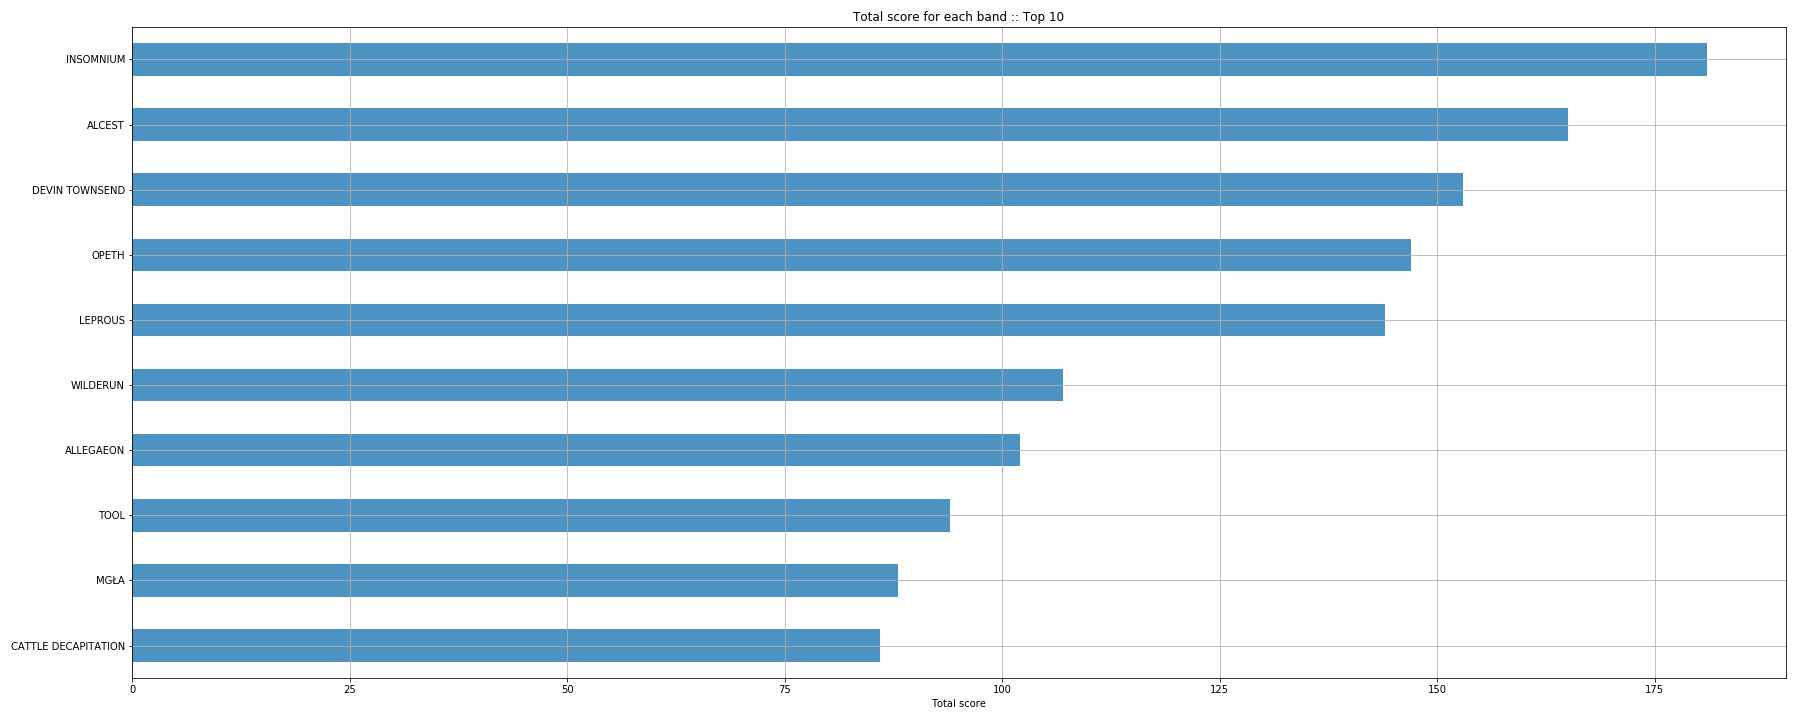 Total score for each band :: Top 10
INSOMNIUM
ALCEST
DEVIN TOWNSEND
OPETH
LEPROUS
WILDERUN
ALLEGAEON
TOOL
MGŁA
CATTLE DECAPITATION
0 25 50 75 100 125 150 175
Total score